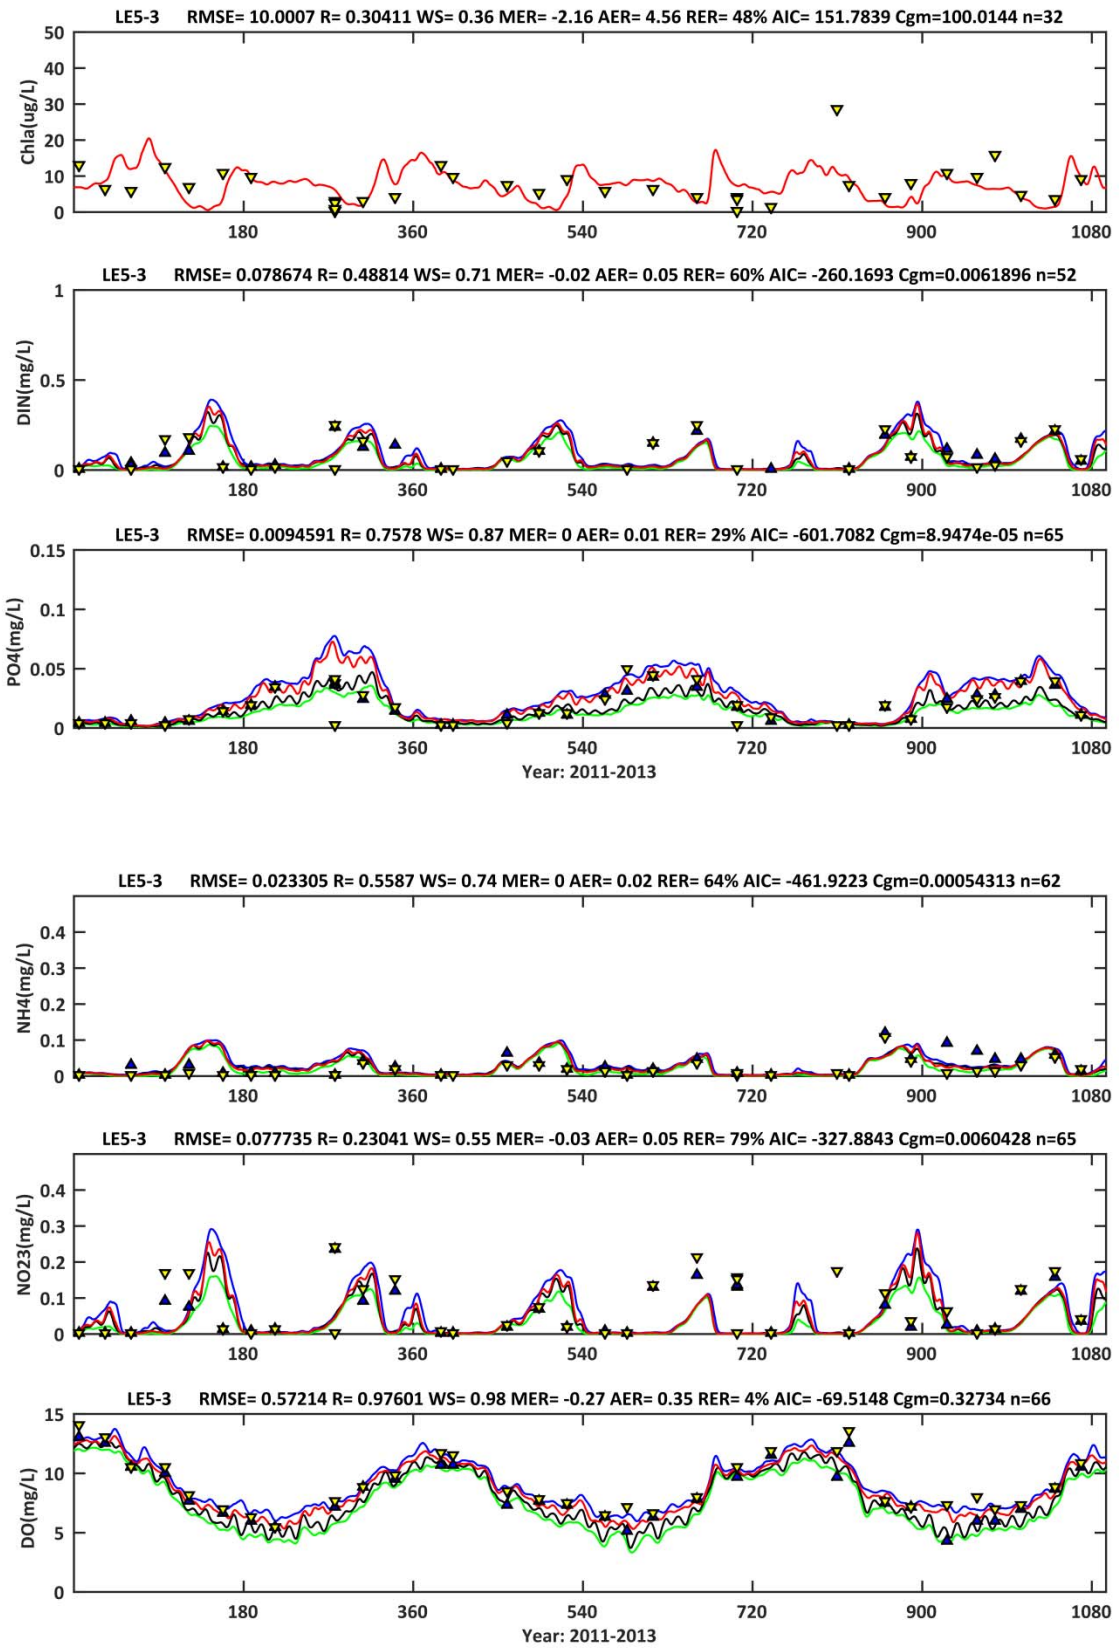 LE5-3 RMSE= 10.0007 R= 0.30411 WS= 0.36 MER= -2.16 AER= 4.56 RER= 48% AIC= 151.7839 Cgm=100.0144 n=32
50
40
30
20
10
0
Chla(ug/L)
180 360 540 720 900 1080
LE5-3 RMSE= 0.078674 R= 0.48814 WS= 0.71 MER= -0.02 AER= 0.05 RER= 60% AIC= -260.1693 Cgm=0.0061896 n=52
1
0.5
0
DIN(mg/L)
180 360 540 720 900 1080
LE5-3 RMSE= 0.0094591 R= 0.7578 WS= 0.87 MER= 0 AER= 0.01 RER= 29% AIC= -601.7082 Cgm=8.9474e-05 n=65
0.15
0.1
0.05
0
PO4(mg/L)
180 360 540 720 900 1080
Year: 2011-2013
LE5-3 RMSE= 0.023305 R= 0.5587 WS= 0.74 MER= 0 AER= 0.02 RER= 64% AIC= -461.9223 Cgm=0.00054313 n=62
0.4
0.3
0.2
0.1
0
NH4(mg/L)
180 360 540 720 900 1080
LE5-3 RMSE= 0.077735 R= 0.23041 WS= 0.55 MER= -0.03 AER= 0.05 RER= 79% AIC= -327.8843 Cgm=0.0060428 n=65
0.4
0.3
0.2
0.1
0
NO23(mg/L)
180 360 540 720 900 1080
LE5-3 RMSE= 0.57214 R= 0.97601 WS= 0.98 MER= -0.27 AER= 0.35 RER= 4% AIC= -69.5148 Cgm=0.32734 n=66
15
10
5
0
DO(mg/L)
180 360 540 720 900 1080
Year: 2011-2013